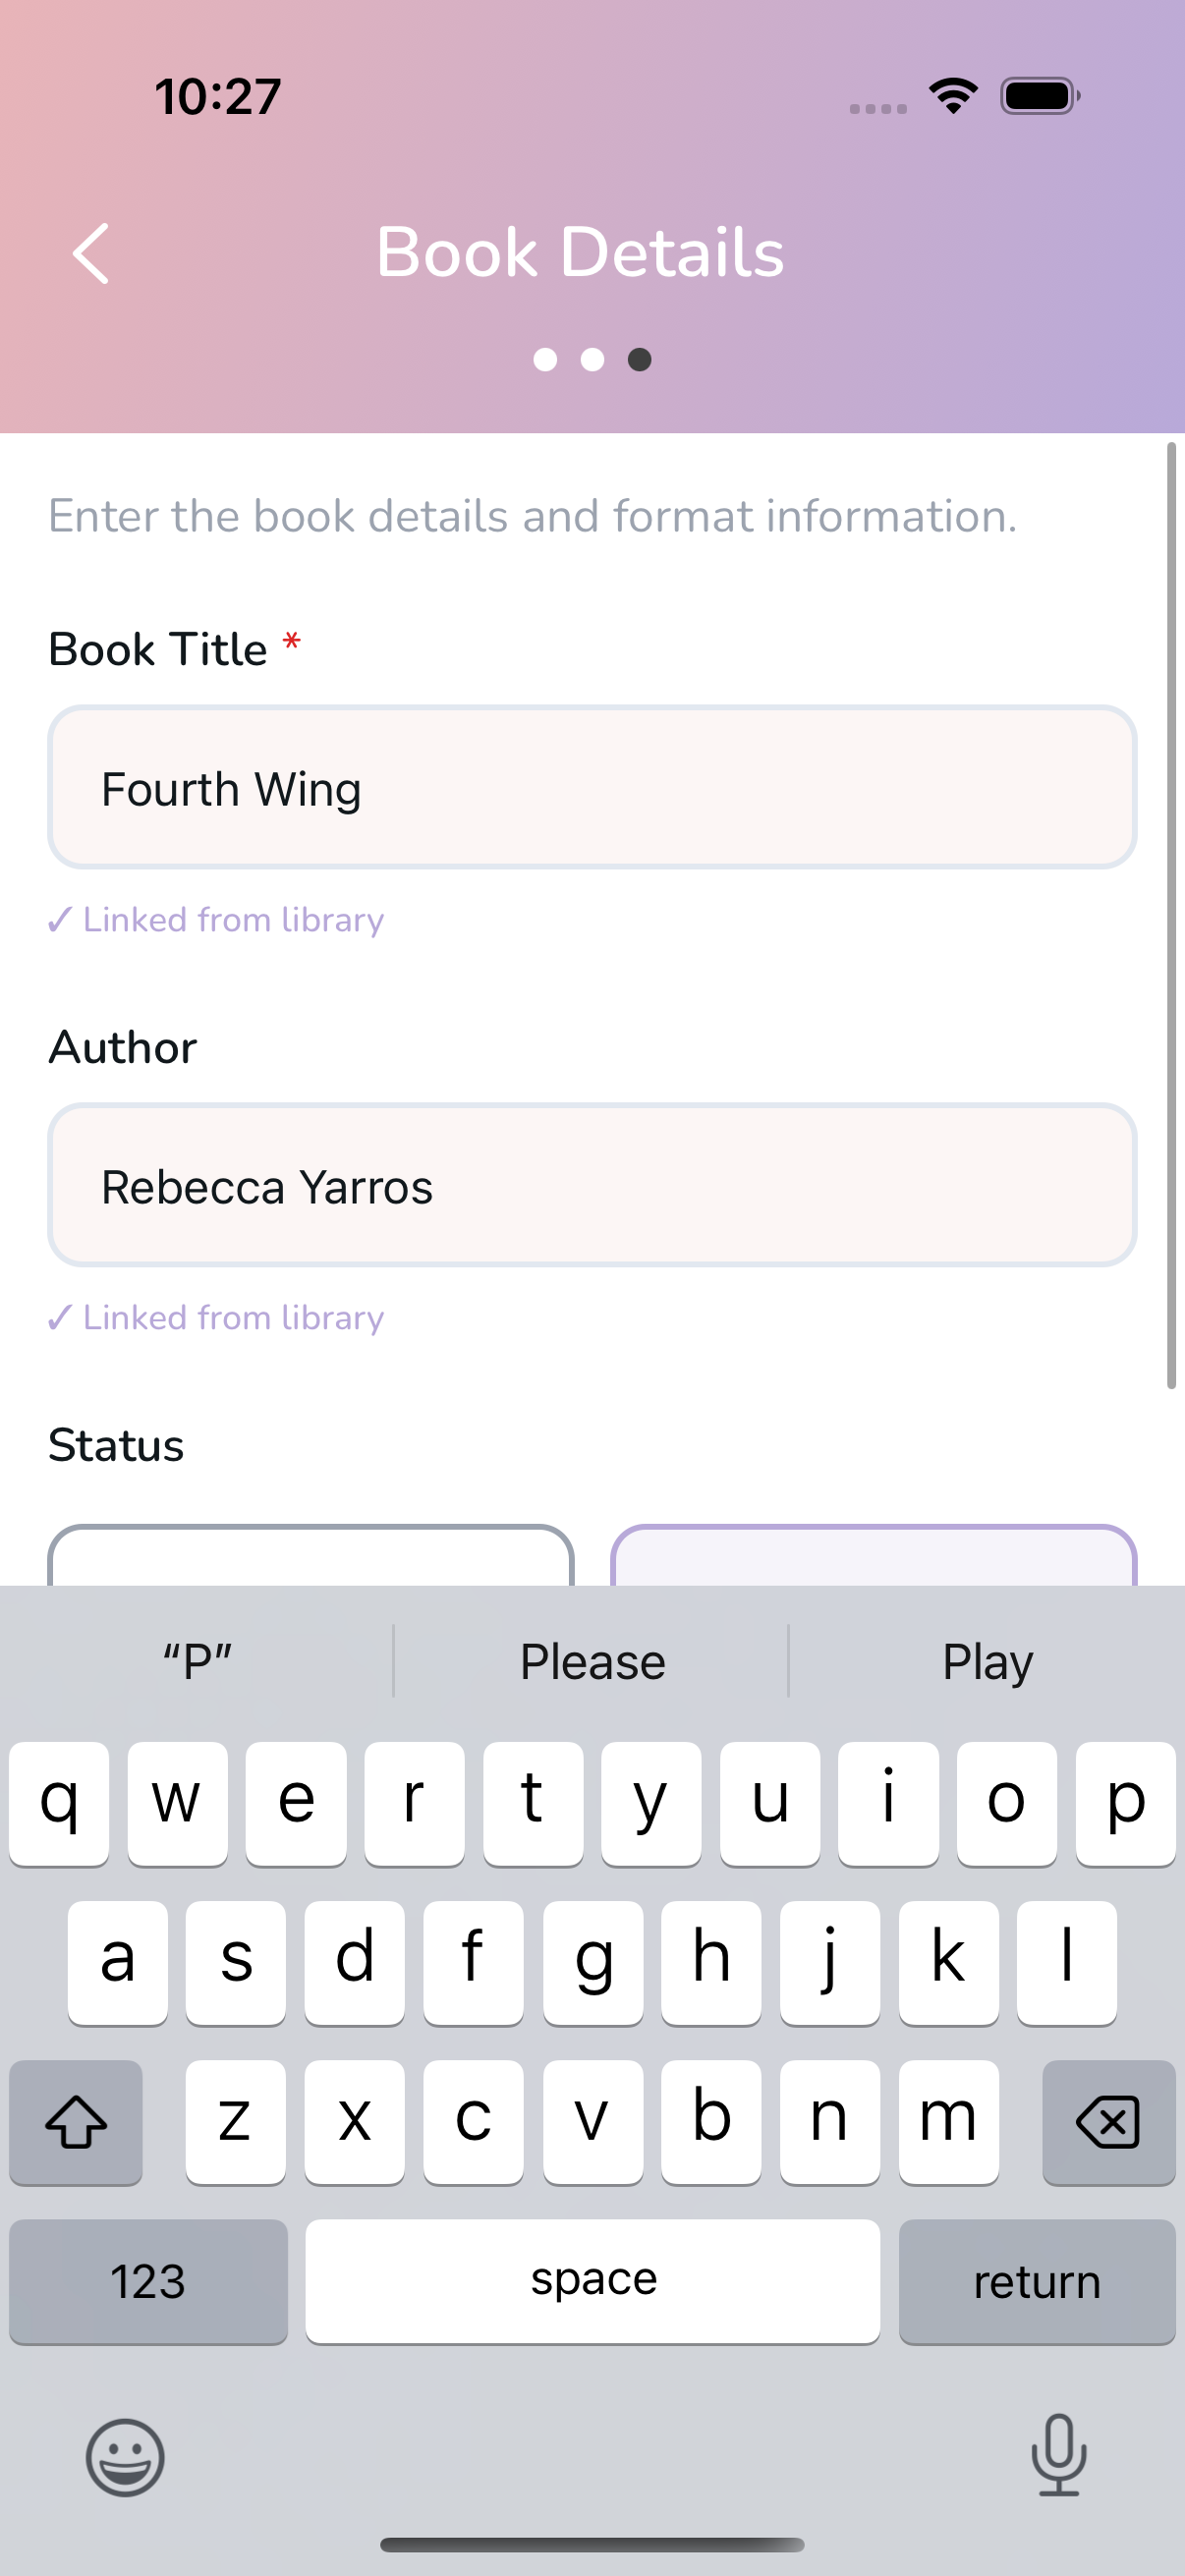 10:27
Book Details
Enter the book details and format information.
Book Title *
Fourth Wing
✓ Linked from library
Author
Rebecca Yarros
✓ Linked from library
Status
“P” Please Play
q w e r t y u i o p
a s d f g h j k l
z x c v b n m
123 space return